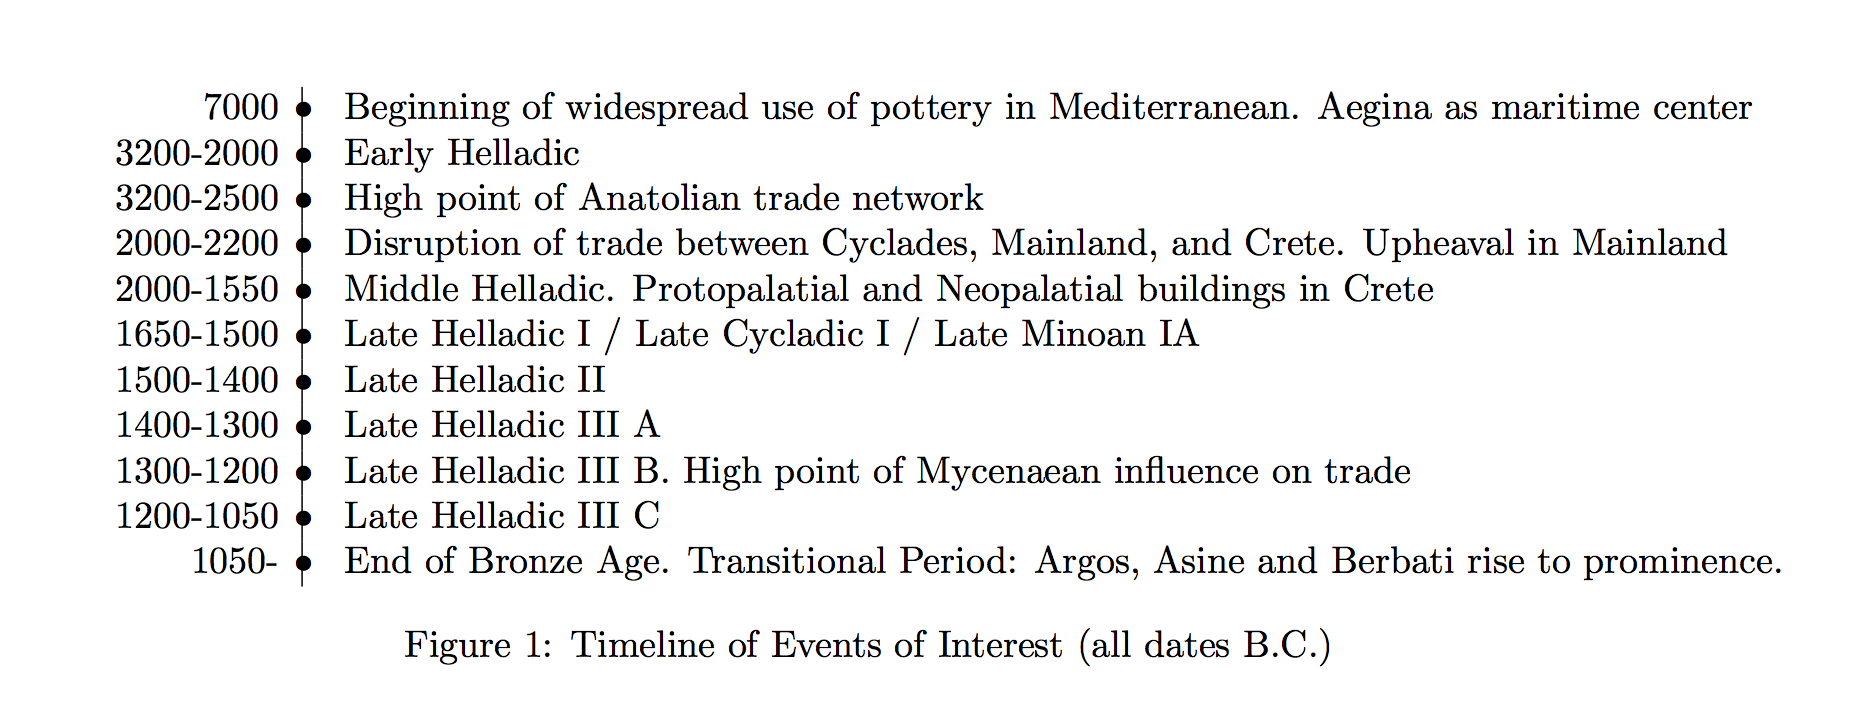 7000 Beginning of widespread use of pottery in Mediterranean. Aegina as maritime center
3200-2000 Early Helladic
3200-2500 High point of Anatolian trade network
2000-2200 Disruption of trade between Cyclades, Mainland, and Crete. Upheaval in Mainland
2000-1550 Middle Helladic. Protopalatial and Neopalatial buildings in Crete
1650-1500 Late Helladic I / Late Cycladic I / Late Minoan IA
1500-1400 Late Helladic II
1400-1300 Late Helladic III A
1300-1200 Late Helladic III B. High point of Mycenaean influence on trade
1200-1050 Late Helladic III C
1050- End of Bronze Age. Transitional Period: Argos, Asine and Berbati rise to prominence.
Figure 1: Timeline of Events of Interest (all dates B.C.)